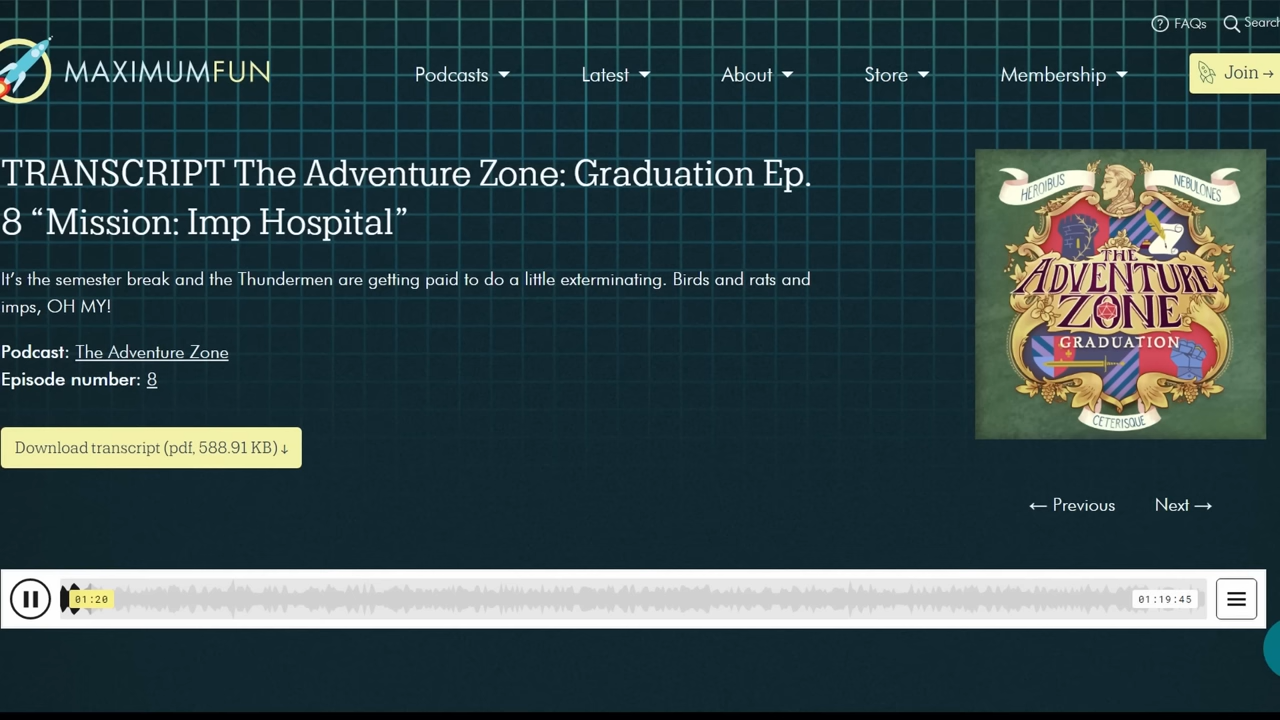 FAQs Search
MAXIMUMFUN
Podcasts Latest About Store Membership Join →
TRANSCRIPT The Adventure Zone: Graduation Ep.
8 “Mission: Imp Hospital”
It’s the semester break and the Thundermen are getting paid to do a little exterminating. Birds and rats and
imps, OH MY!
Podcast: The Adventure Zone
Episode number: 8
Download transcript (pdf, 588.91 KB) ↓
HEROIBUS
NEBULONES
THE
ADVENTURE
ZONE
GRADUATION
CETERISQUE
← Previous Next →
01:20 01:19:45